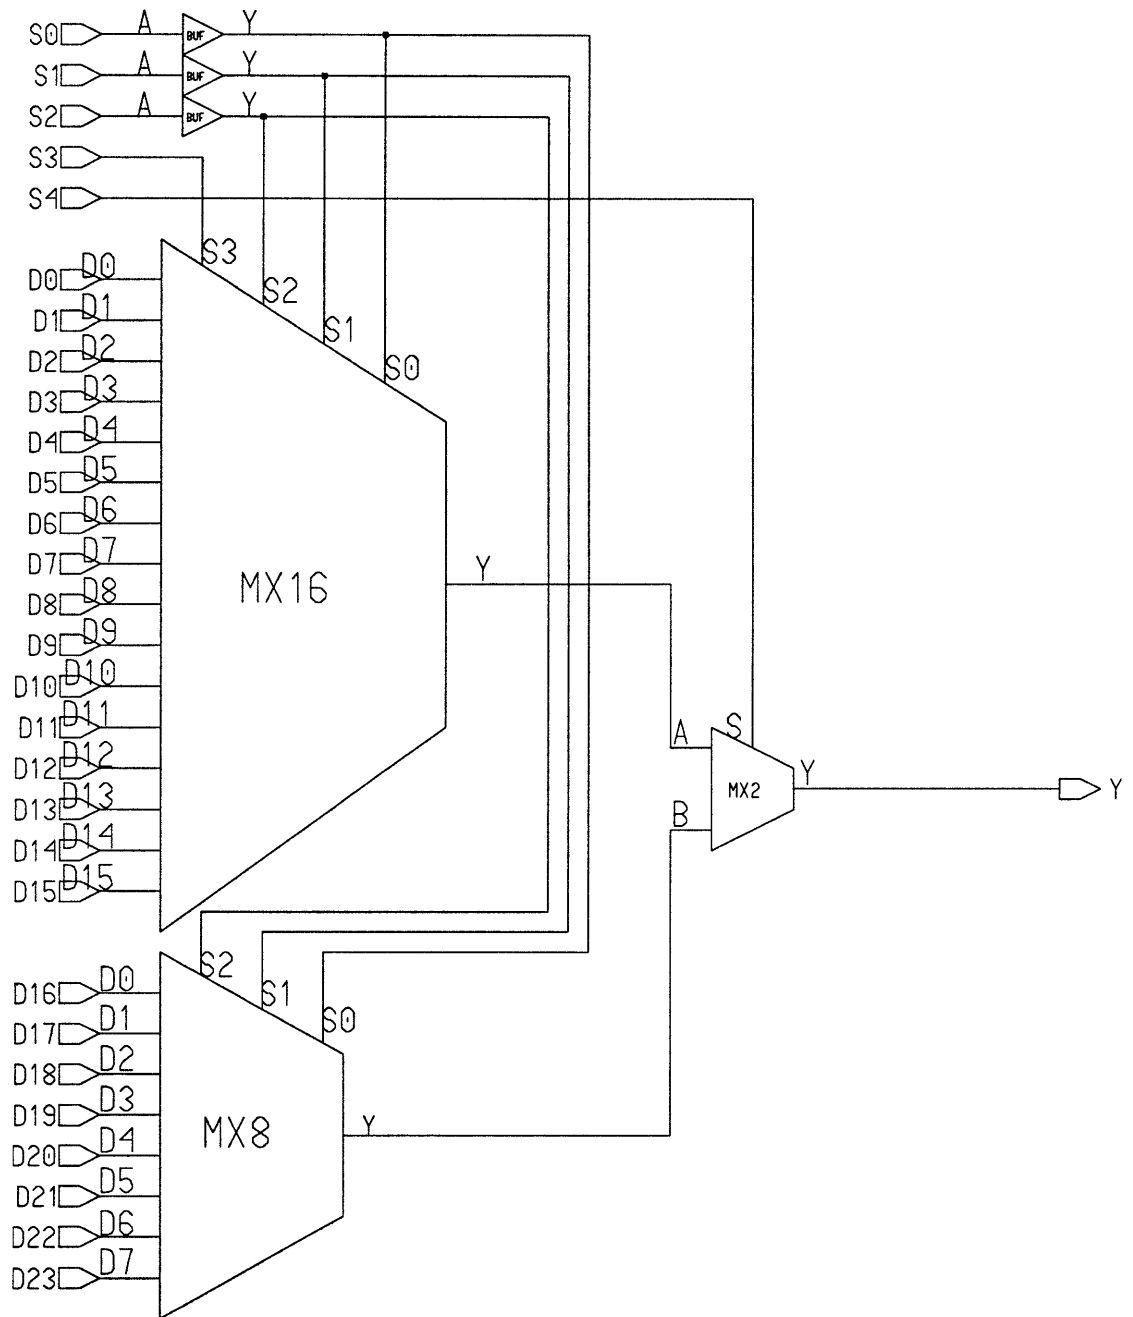 S0 A BUF Y
S1 A BUF Y
S2 A BUF Y
S3
S4
S3
D0 D0
S2
D1 D1
S1
D2 D2
S0
D3 D3
D4 D4
D5 D5
D6 D6
D7 D7
Y
MX16
D8 D8
D9 D9
D10 D10
D11 D11
S
A
D12 D12
Y
MX2
Y
D13 D13
B
D14 D14
D15 D15
S2
D16 D0
S1
D17 D1
S0
D18 D2
D19 D3
MX8
Y
D20 D4
D21 D5
D22 D6
D23 D7